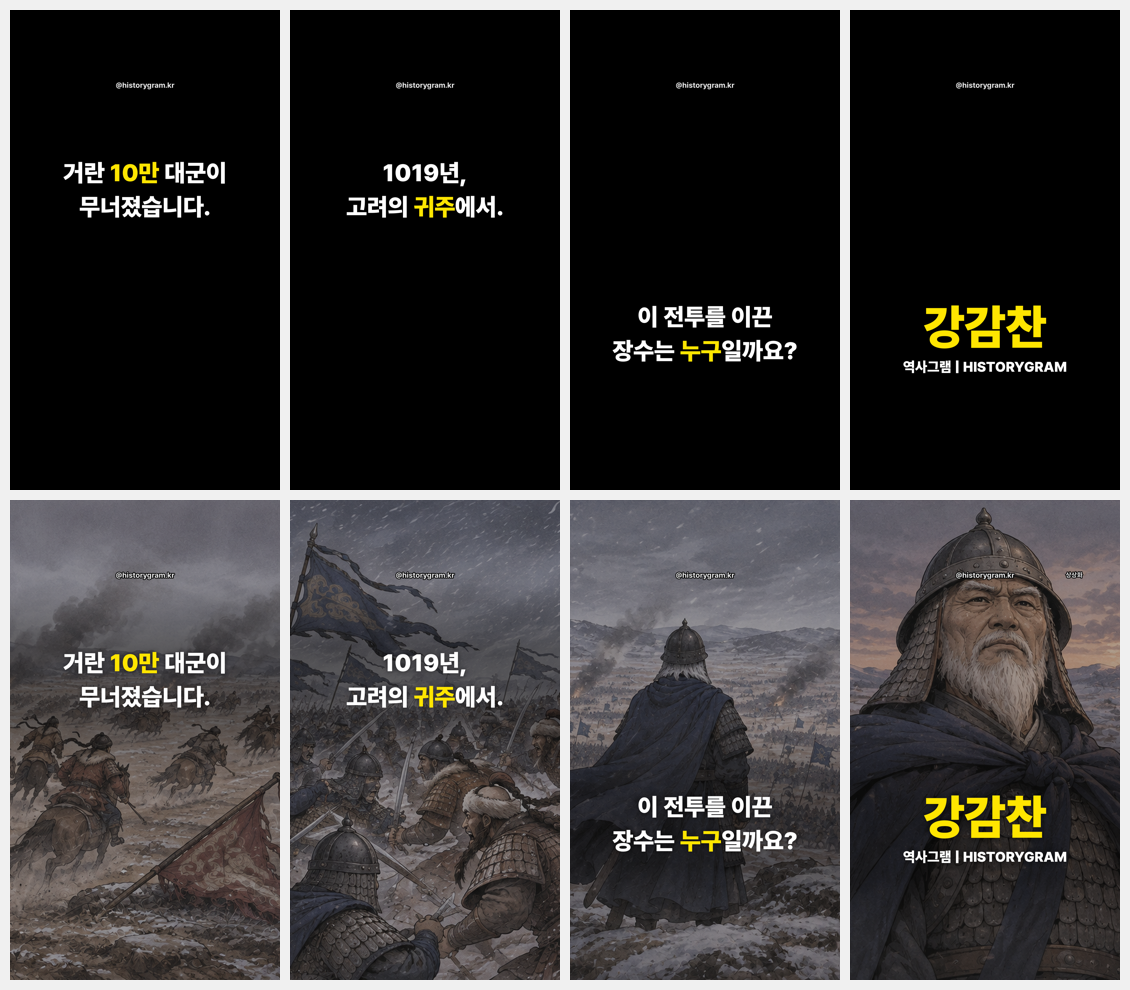 @historygram.kr
거란 10만 대군이
무너졌습니다.
@historygram.kr
1019년,
고려의 귀주에서.
@historygram.kr
이 전투를 이끈
장수는 누구일까요?
@historygram.kr
강감찬
역사그램 | HISTORYGRAM
@historygram.kr
거란 10만 대군이
무너졌습니다.
@historygram.kr
1019년,
고려의 귀주에서.
@historygram.kr
이 전투를 이끈
장수는 누구일까요?
@historygram.kr
상상화
강감찬
역사그램 | HISTORYGRAM